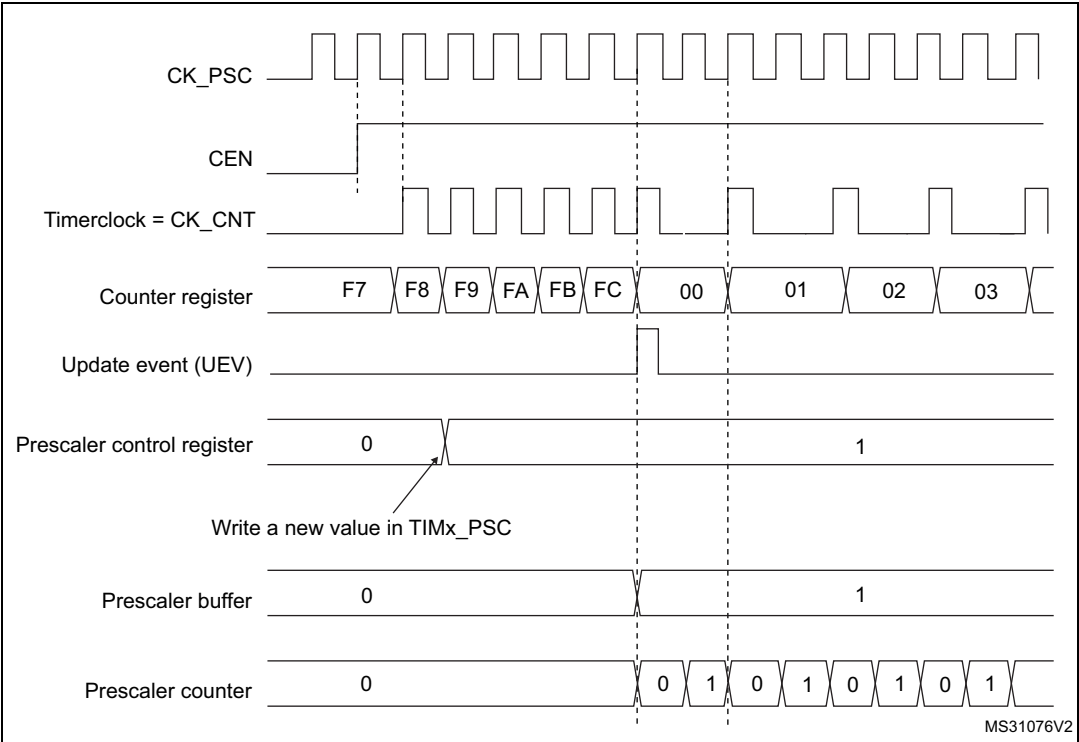 CK_PSC
CEN
Timerclock = CK_CNT
Counter register F7 F8 F9 FA FB FC 00 01 02 03
Update event (UEV)
Prescaler control register 0 1
Write a new value in TIMx_PSC
Prescaler buffer 0 1
Prescaler counter 0 0 1 0 1 0 1 0 1
MS31076V2